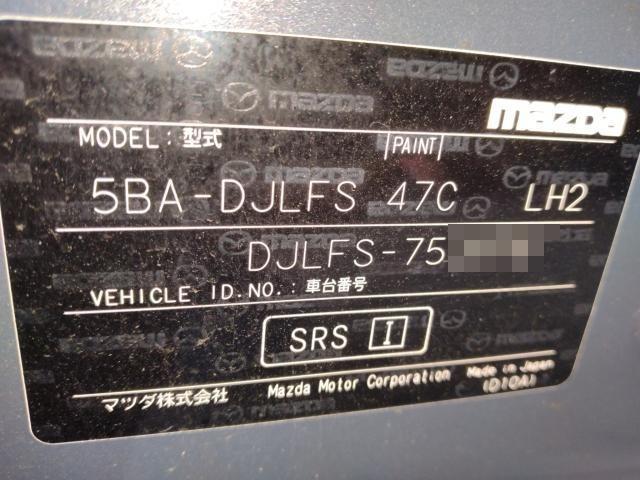 mazda
MODEL : 型式 PAINT
5BA-DJLFS 47C LH2
DJLFS-75
VEHICLE ID.NO.: 車台番号
SRS I
マツダ株式会社 Mazda Motor Corporation Made in Japan
(D10A)